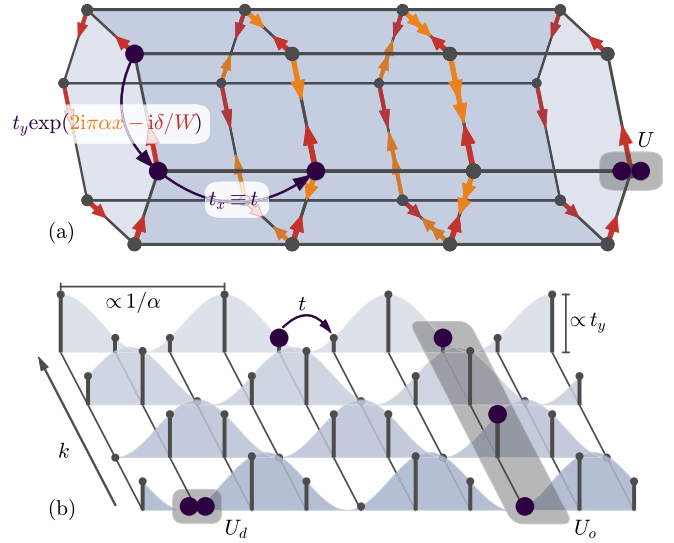 U
t_y exp(2iπαx − iδ/W)
t_x ≡ t
(a)
∝ 1/α
t
∝ t_y
k
(b)
U_d
U_o